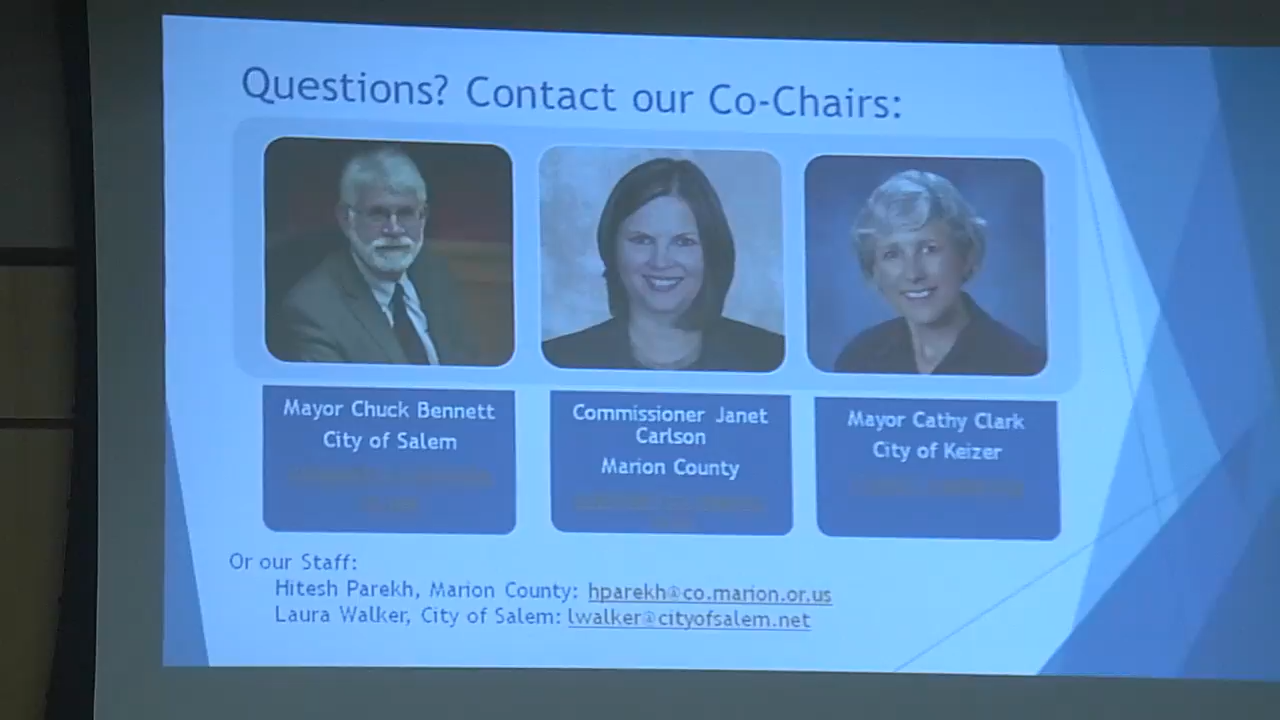 Questions? Contact our Co-Chairs:
Mayor Chuck Bennett
City of Salem
Commissioner Janet
Carlson
Marion County
Mayor Cathy Clark
City of Keizer
Or our Staff:
Hitesh Parekh, Marion County: hparekh@co.marion.or.us
Laura Walker, City of Salem: lwalker@cityofsalem.net